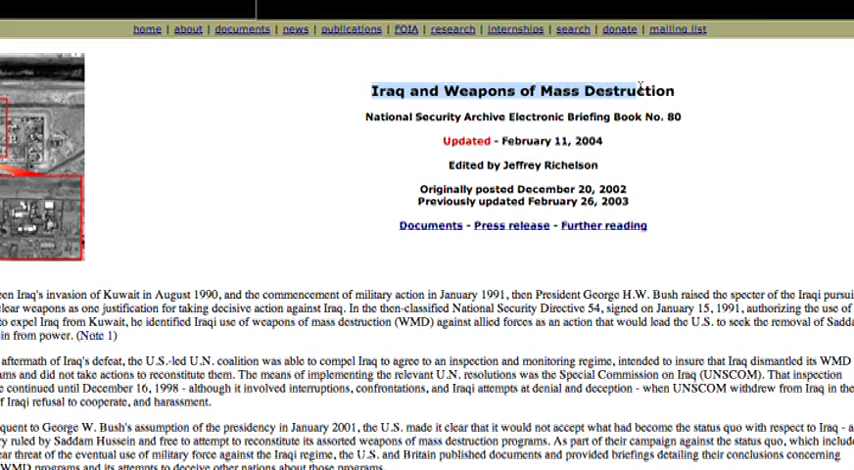 home | about | documents | news | publications | FOIA | research | internships | search | donate | mailing list
Iraq and Weapons of Mass Destruction
National Security Archive Electronic Briefing Book No. 80
Updated - February 11, 2004
Edited by Jeffrey Richelson
Originally posted December 20, 2002
Previously updated February 26, 2003
Documents - Press release - Further reading
Iraq's invasion of Kuwait in August 1990, and the commencement of military action in January 1991, then President George H.W. Bush raised the specter of the Iraqi
weapons as one justification for taking decisive action against Iraq. In the then-classified National Security Directive 54, signed on January 15, 1991, authorizing the use of
to expel Iraq from Kuwait, he identified Iraqi use of weapons of mass destruction (WMD) against allied forces as an action that would lead the U.S. to seek the removal of
in from power. (Note 1)
aftermath of Iraq's defeat, the U.S.-led U.N. coalition was able to compel Iraq to agree to an inspection and monitoring regime, intended to insure that Iraq dismantled its WMD
ms and did not take actions to reconstitute them. The means of implementing the relevant U.N. resolutions was the Special Commission on Iraq (UNSCOM). That inspection
continued until December 16, 1998 - although it involved interruptions, confrontations, and Iraqi attempts at denial and deception - when UNSCOM withdrew from Iraq in the
f Iraqi refusal to cooperate, and harassment.
quent to George W. Bush's assumption of the presidency in January 2001, the U.S. made it clear that it would not accept what had become the status quo with respect to Iraq - a
ry ruled by Saddam Hussein and free to attempt to reconstitute its assorted weapons of mass destruction programs. As part of their campaign against the status quo, which
ar threat of the eventual use of military force against the Iraqi regime, the U.S. and Britain published documents and provided briefings detailing their conclusions concerning
WMD programs and its attempts to deceive other nations about those programs.